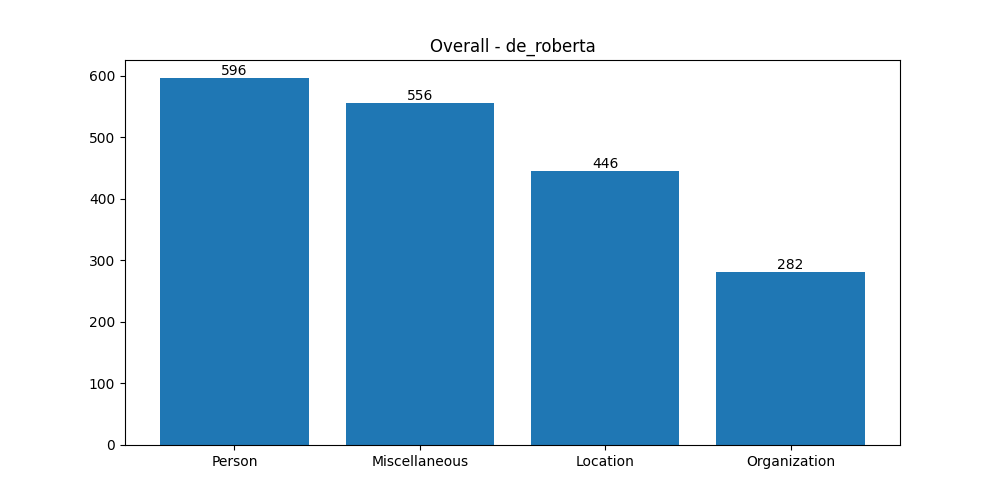 Overall - de_roberta
600
500
400
300
200
100
0
596
556
446
282
Person
Miscellaneous
Location
Organization